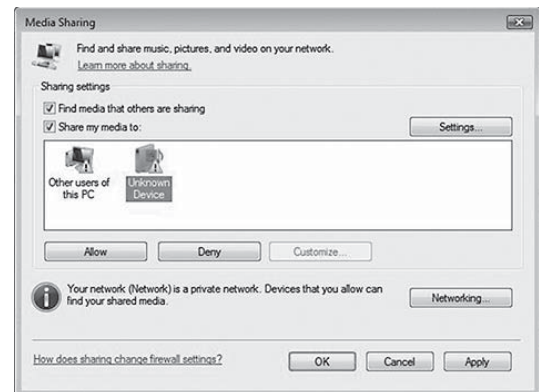 Media Sharing
Find and share music, pictures, and video on your network.
Learn more about sharing.
Sharing settings
Find media that others are sharing
Share my media to:
Settings...
Other users of
this PC
Unknown
Device
Allow
Deny
Customize...
Your network (Network) is a private network. Devices that you allow can
find your shared media.
Networking...
How does sharing change firewall settings?
OK
Cancel
Apply